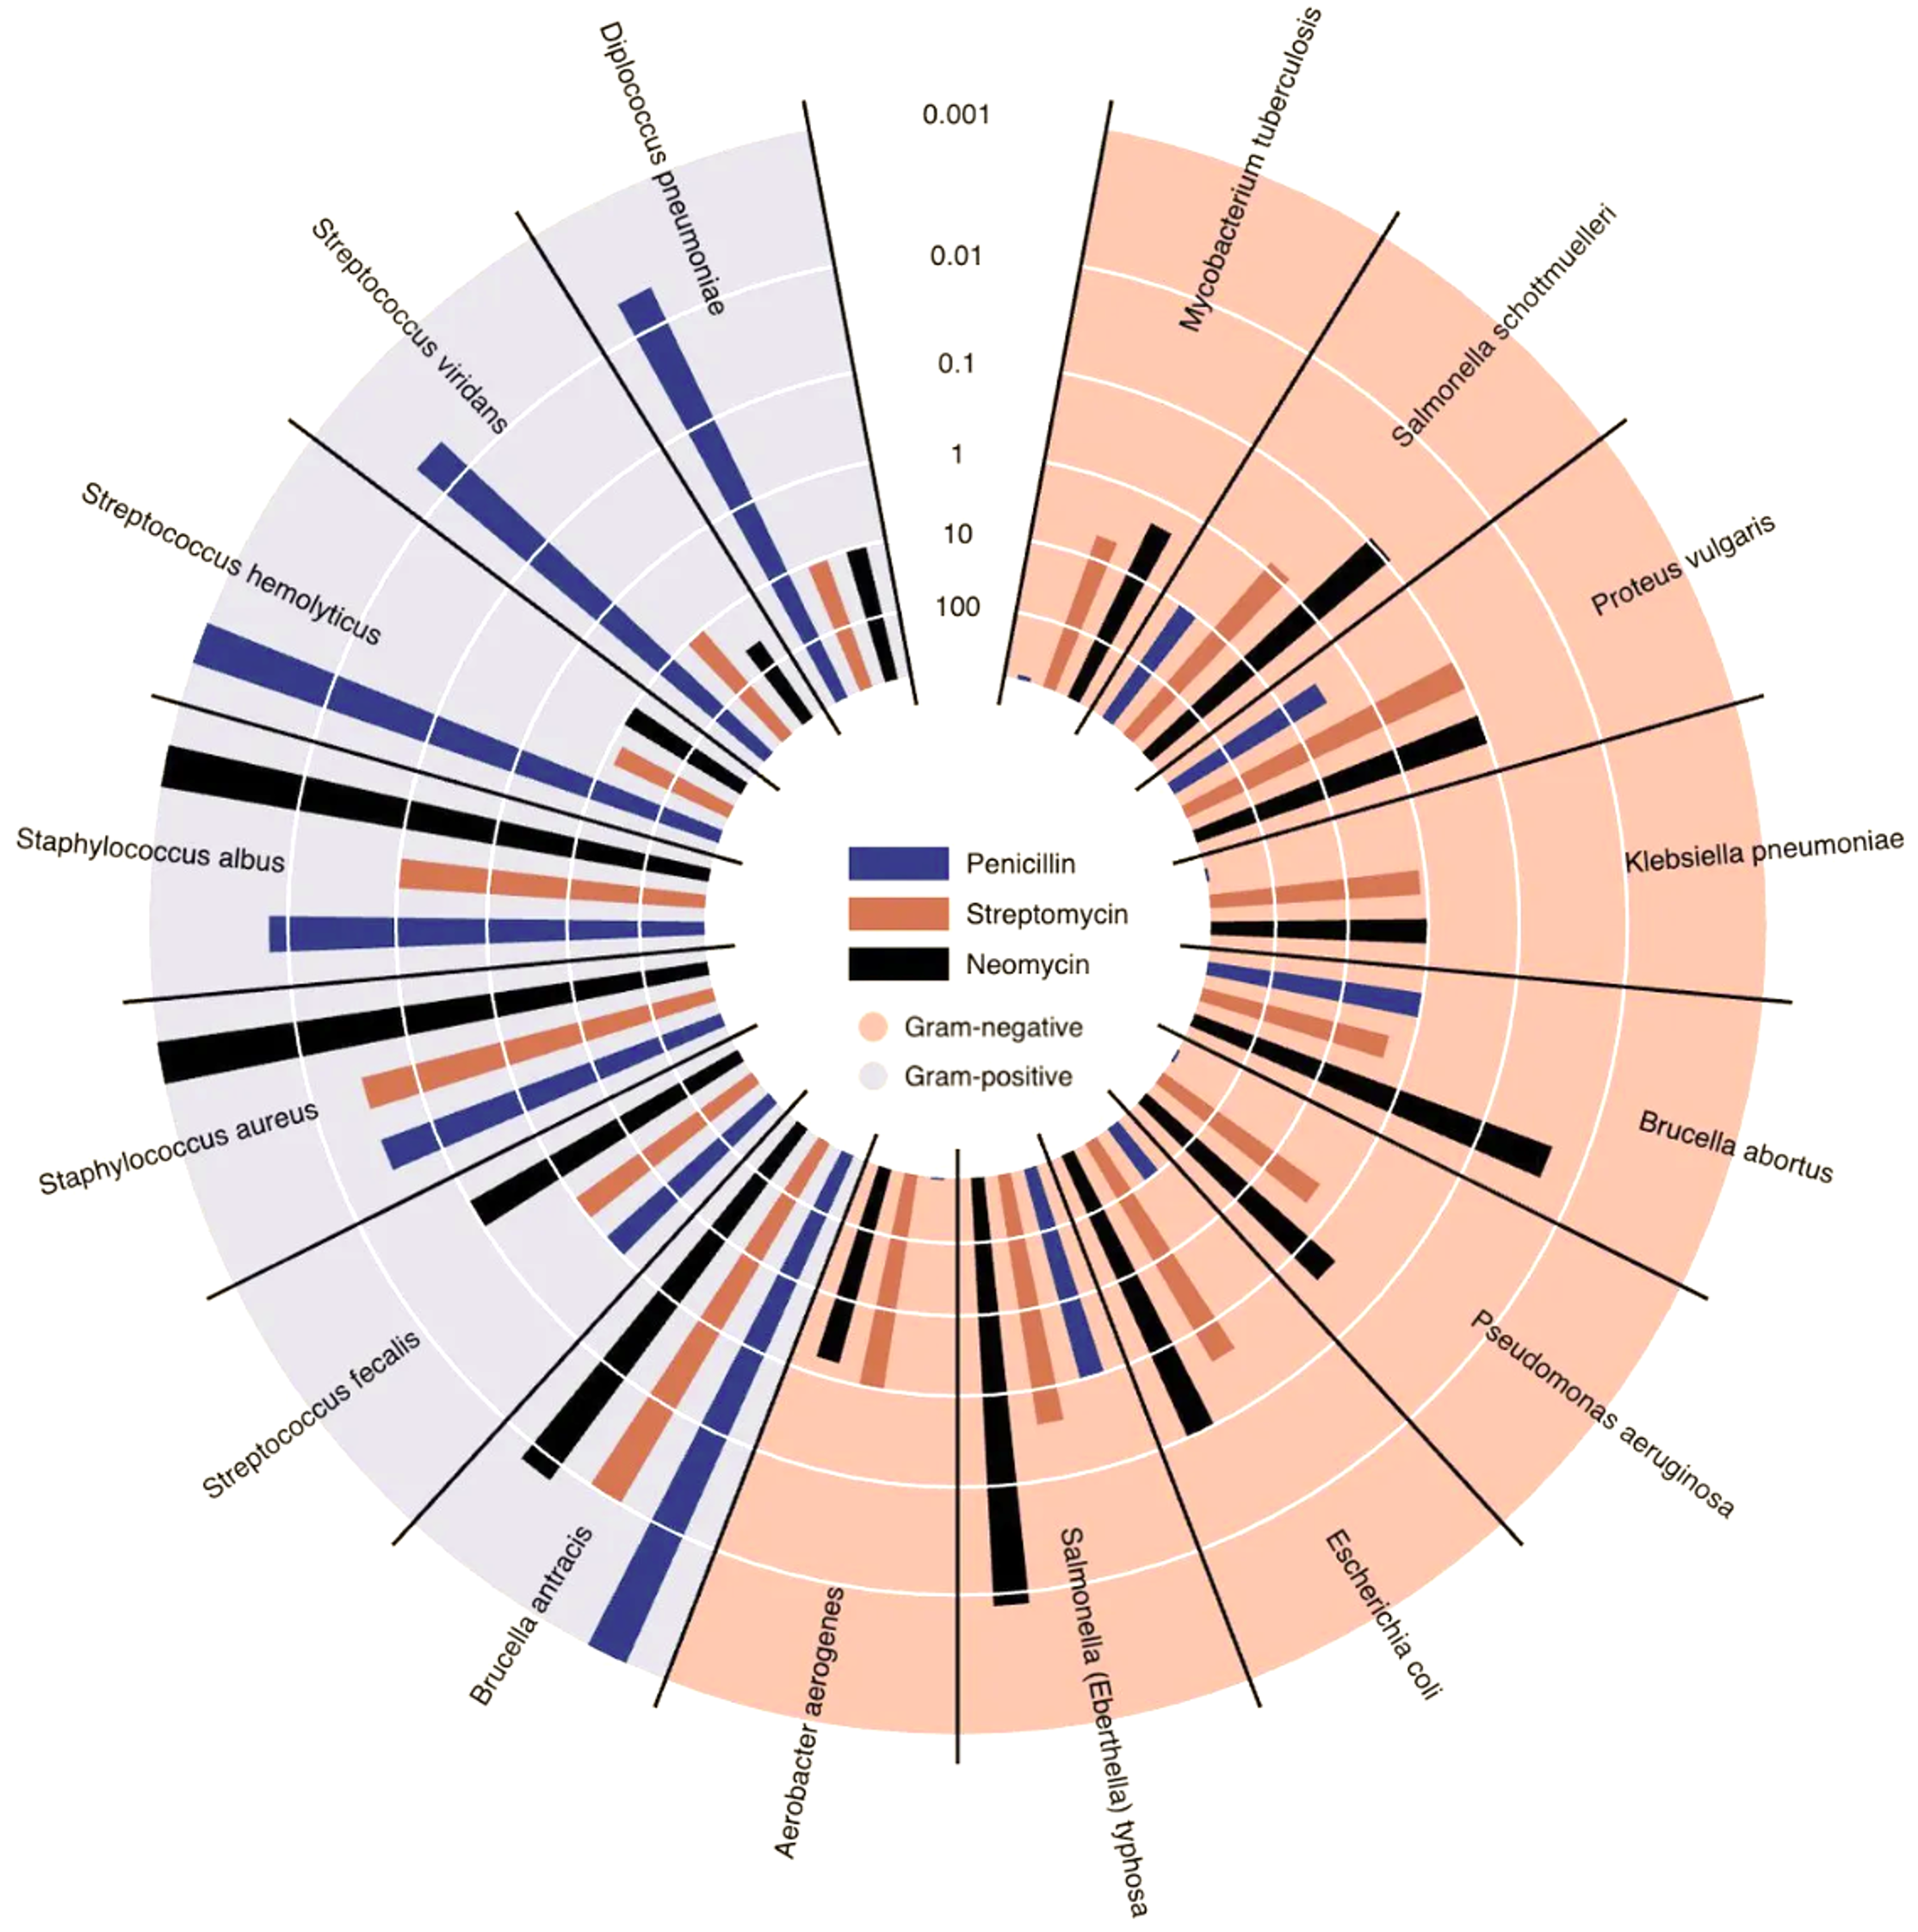 0.001
0.01
0.1
1
10
100
Mycobacterium tuberculosis
Salmonella schottmuelleri
Proteus vulgaris
Klebsiella pneumoniae
Brucella abortus
Pseudomonas aeruginosa
Escherichia coli
Salmonella (Eberthella) typhosa
Aerobacter aerogenes
Brucella antracis
Streptococcus fecalis
Staphylococcus aureus
Staphylococcus albus
Streptococcus hemolyticus
Streptococcus viridans
Diplococcus pneumoniae
Penicillin
Streptomycin
Neomycin
Gram-negative
Gram-positive